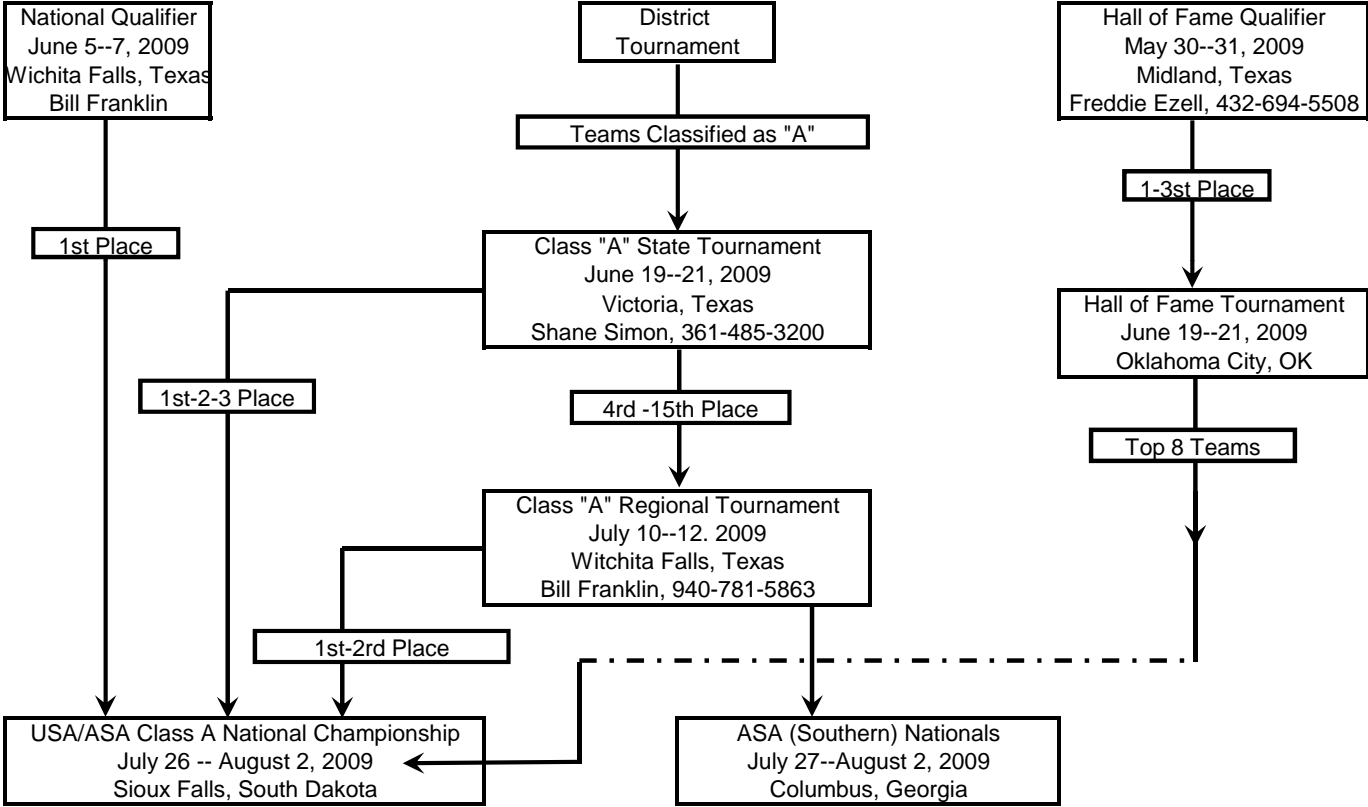 National Qualifier
June 5--7, 2009
Wichita Falls, Texas
Bill Franklin
District
Tournament
Hall of Fame Qualifier
May 30--31, 2009
Midland, Texas
Freddie Ezell, 432-694-5508
Teams Classified as "A"
1-3st Place
1st Place
Class "A" State Tournament
June 19--21, 2009
Victoria, Texas
Shane Simon, 361-485-3200
Hall of Fame Tournament
June 19--21, 2009
Oklahoma City, OK
1st-2-3 Place
4rd -15th Place
Top 8 Teams
Class "A" Regional Tournament
July 10--12. 2009
Witchita Falls, Texas
Bill Franklin, 940-781-5863
1st-2rd Place
USA/ASA Class A National Championship
July 26 -- August 2, 2009
Sioux Falls, South Dakota
ASA (Southern) Nationals
July 27--August 2, 2009
Columbus, Georgia